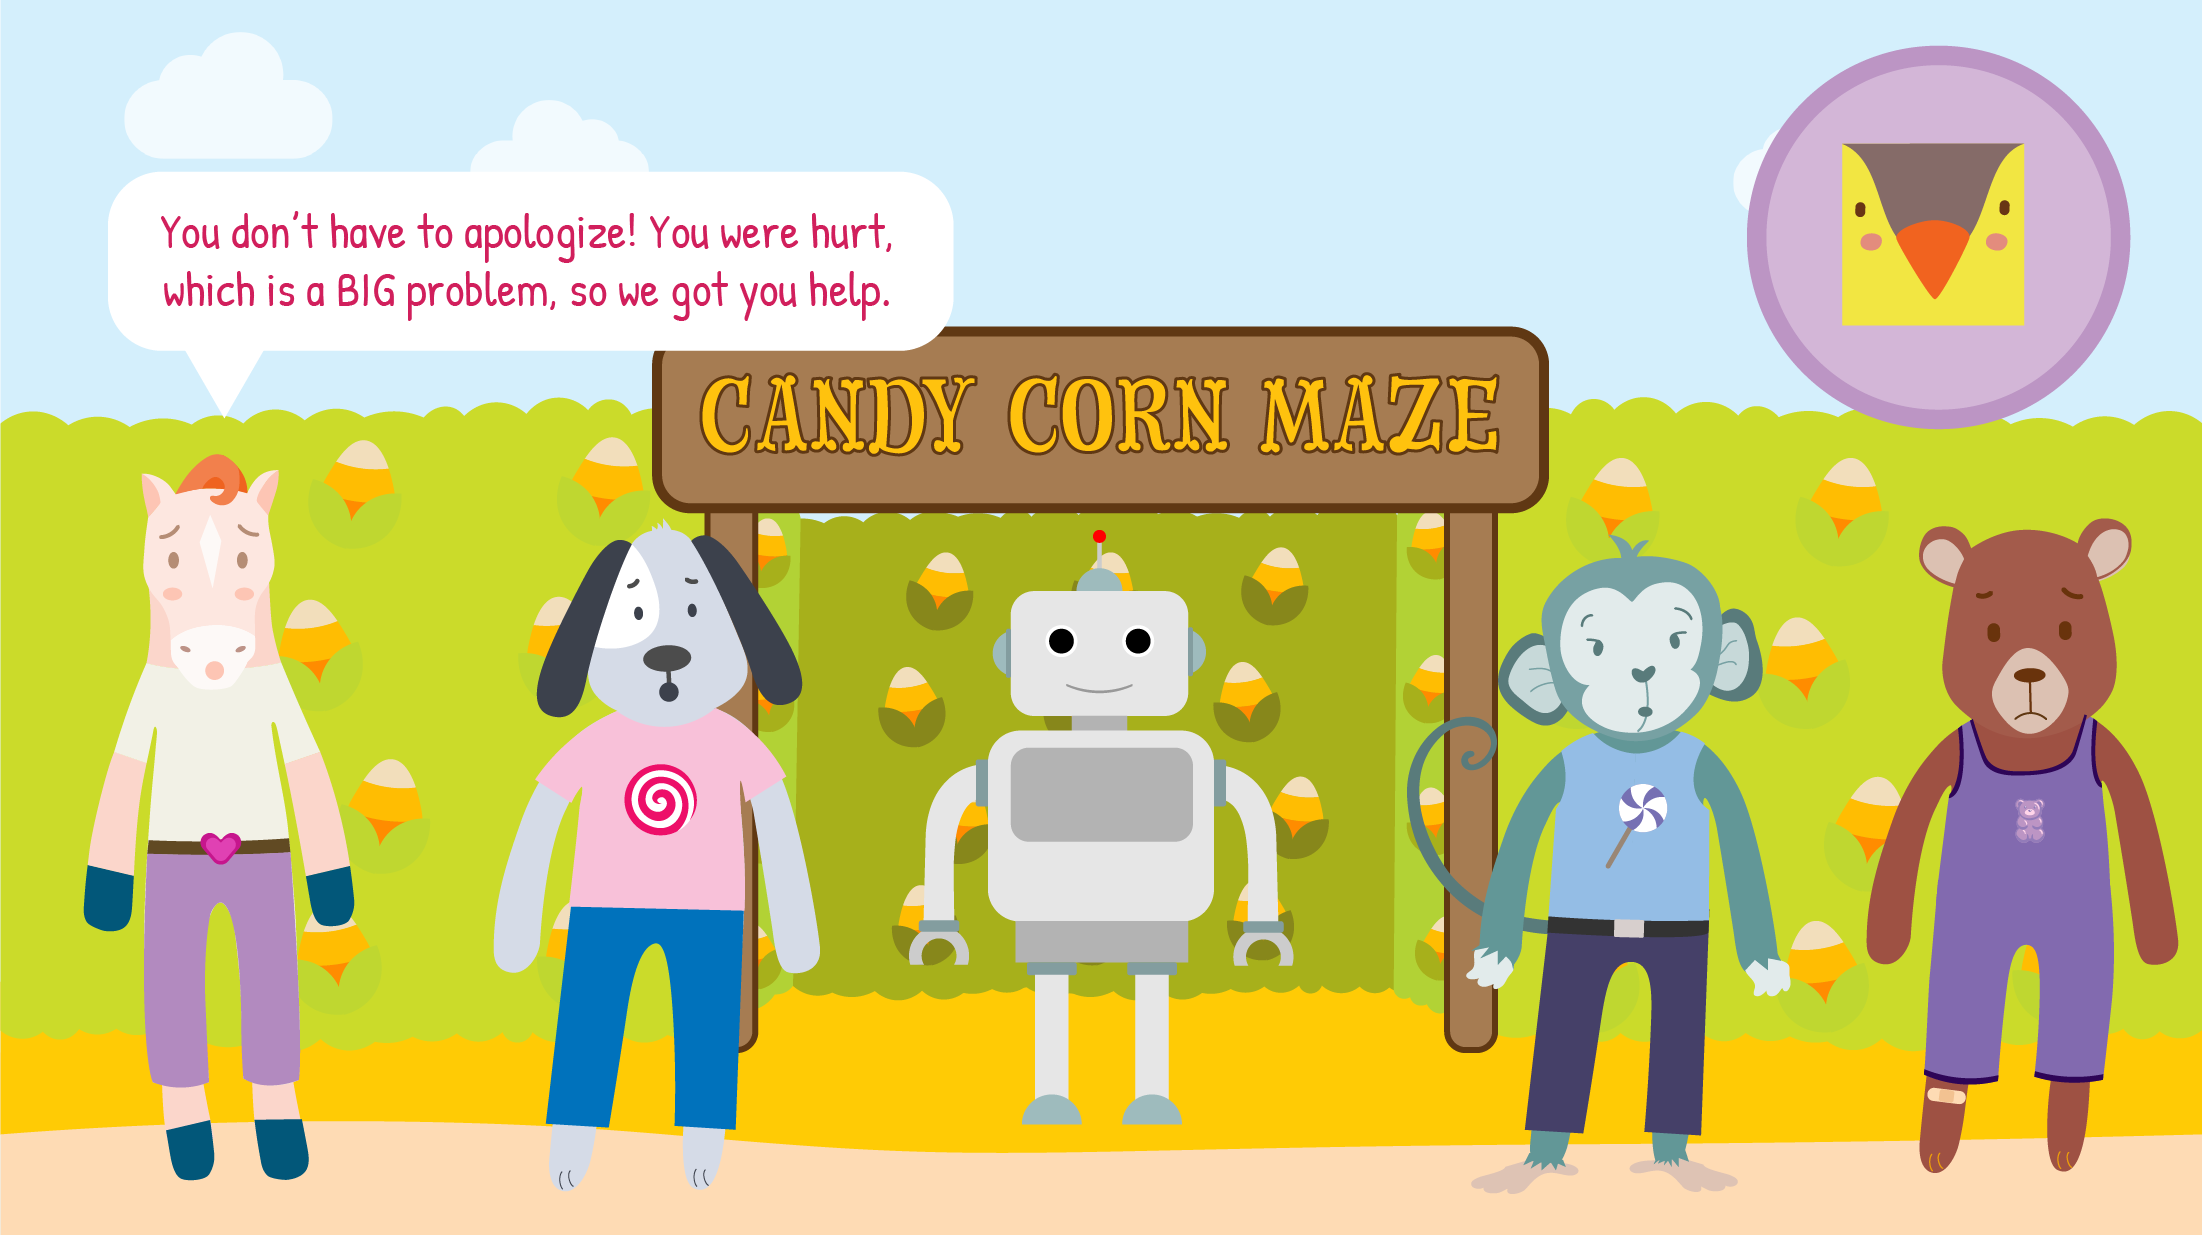 You don't have to apologize! You were hurt,
which is a BIG problem, so we got you help.
CANDY CORN MAZE